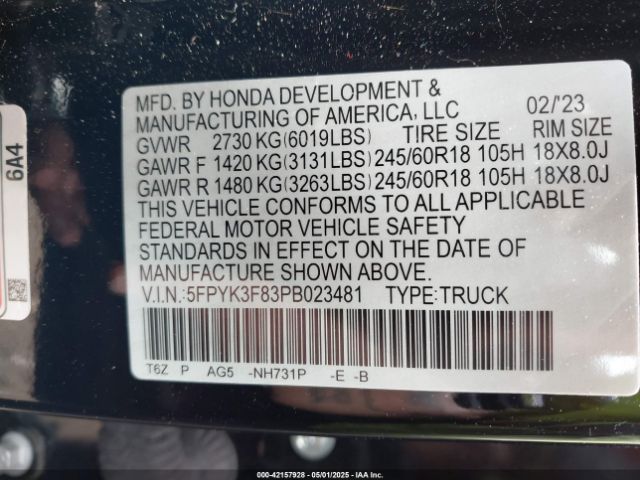 MFD. BY HONDA DEVELOPMENT &
MANUFACTURING OF AMERICA, LLC 02/'23
GVWR 2730 KG(6019LBS) TIRE SIZE RIM SIZE
GAWR F 1420 KG(3131LBS) 245/60R18 105H 18X8.0J
GAWR R 1480 KG(3263LBS) 245/60R18 105H 18X8.0J
THIS VEHICLE CONFORMS TO ALL APPLICABLE
FEDERAL MOTOR VEHICLE SAFETY
STANDARDS IN EFFECT ON THE DATE OF
MANUFACTURE SHOWN ABOVE.
V.I.N.:5FPYK3F83PB023481 TYPE:TRUCK
T6Z P AG5 -NH731P -E -B
6A4
000-42157928 - 05/01/2025 - IAA Inc.